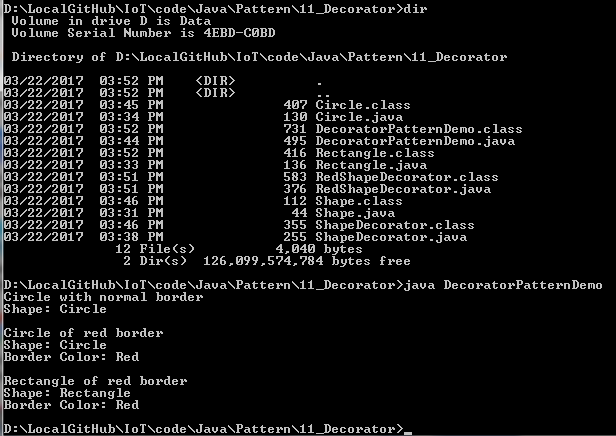 D:\LocalGitHub\IoT\code\Java\Pattern\11_Decorator>dir
Volume in drive D is Data
Volume Serial Number is 4EBD-C0BD
Directory of D:\LocalGitHub\IoT\code\Java\Pattern\11_Decorator
03/22/2017 03:52 PM <DIR> .
03/22/2017 03:52 PM <DIR> ..
03/22/2017 03:45 PM 407 Circle.class
03/22/2017 03:34 PM 130 Circle.java
03/22/2017 03:52 PM 731 DecoratorPatternDemo.class
03/22/2017 03:44 PM 495 DecoratorPatternDemo.java
03/22/2017 03:52 PM 416 Rectangle.class
03/22/2017 03:33 PM 136 Rectangle.java
03/22/2017 03:51 PM 583 RedShapeDecorator.class
03/22/2017 03:51 PM 376 RedShapeDecorator.java
03/22/2017 03:46 PM 112 Shape.class
03/22/2017 03:31 PM 44 Shape.java
03/22/2017 03:46 PM 355 ShapeDecorator.class
03/22/2017 03:38 PM 255 ShapeDecorator.java
12 File(s) 4,040 bytes
2 Dir(s) 126,099,574,784 bytes free
D:\LocalGitHub\IoT\code\Java\Pattern\11_Decorator>java DecoratorPatternDemo
Circle with normal border
Shape: Circle
Circle of red border
Shape: Circle
Border Color: Red
Rectangle of red border
Shape: Rectangle
Border Color: Red
D:\LocalGitHub\IoT\code\Java\Pattern\11_Decorator>_